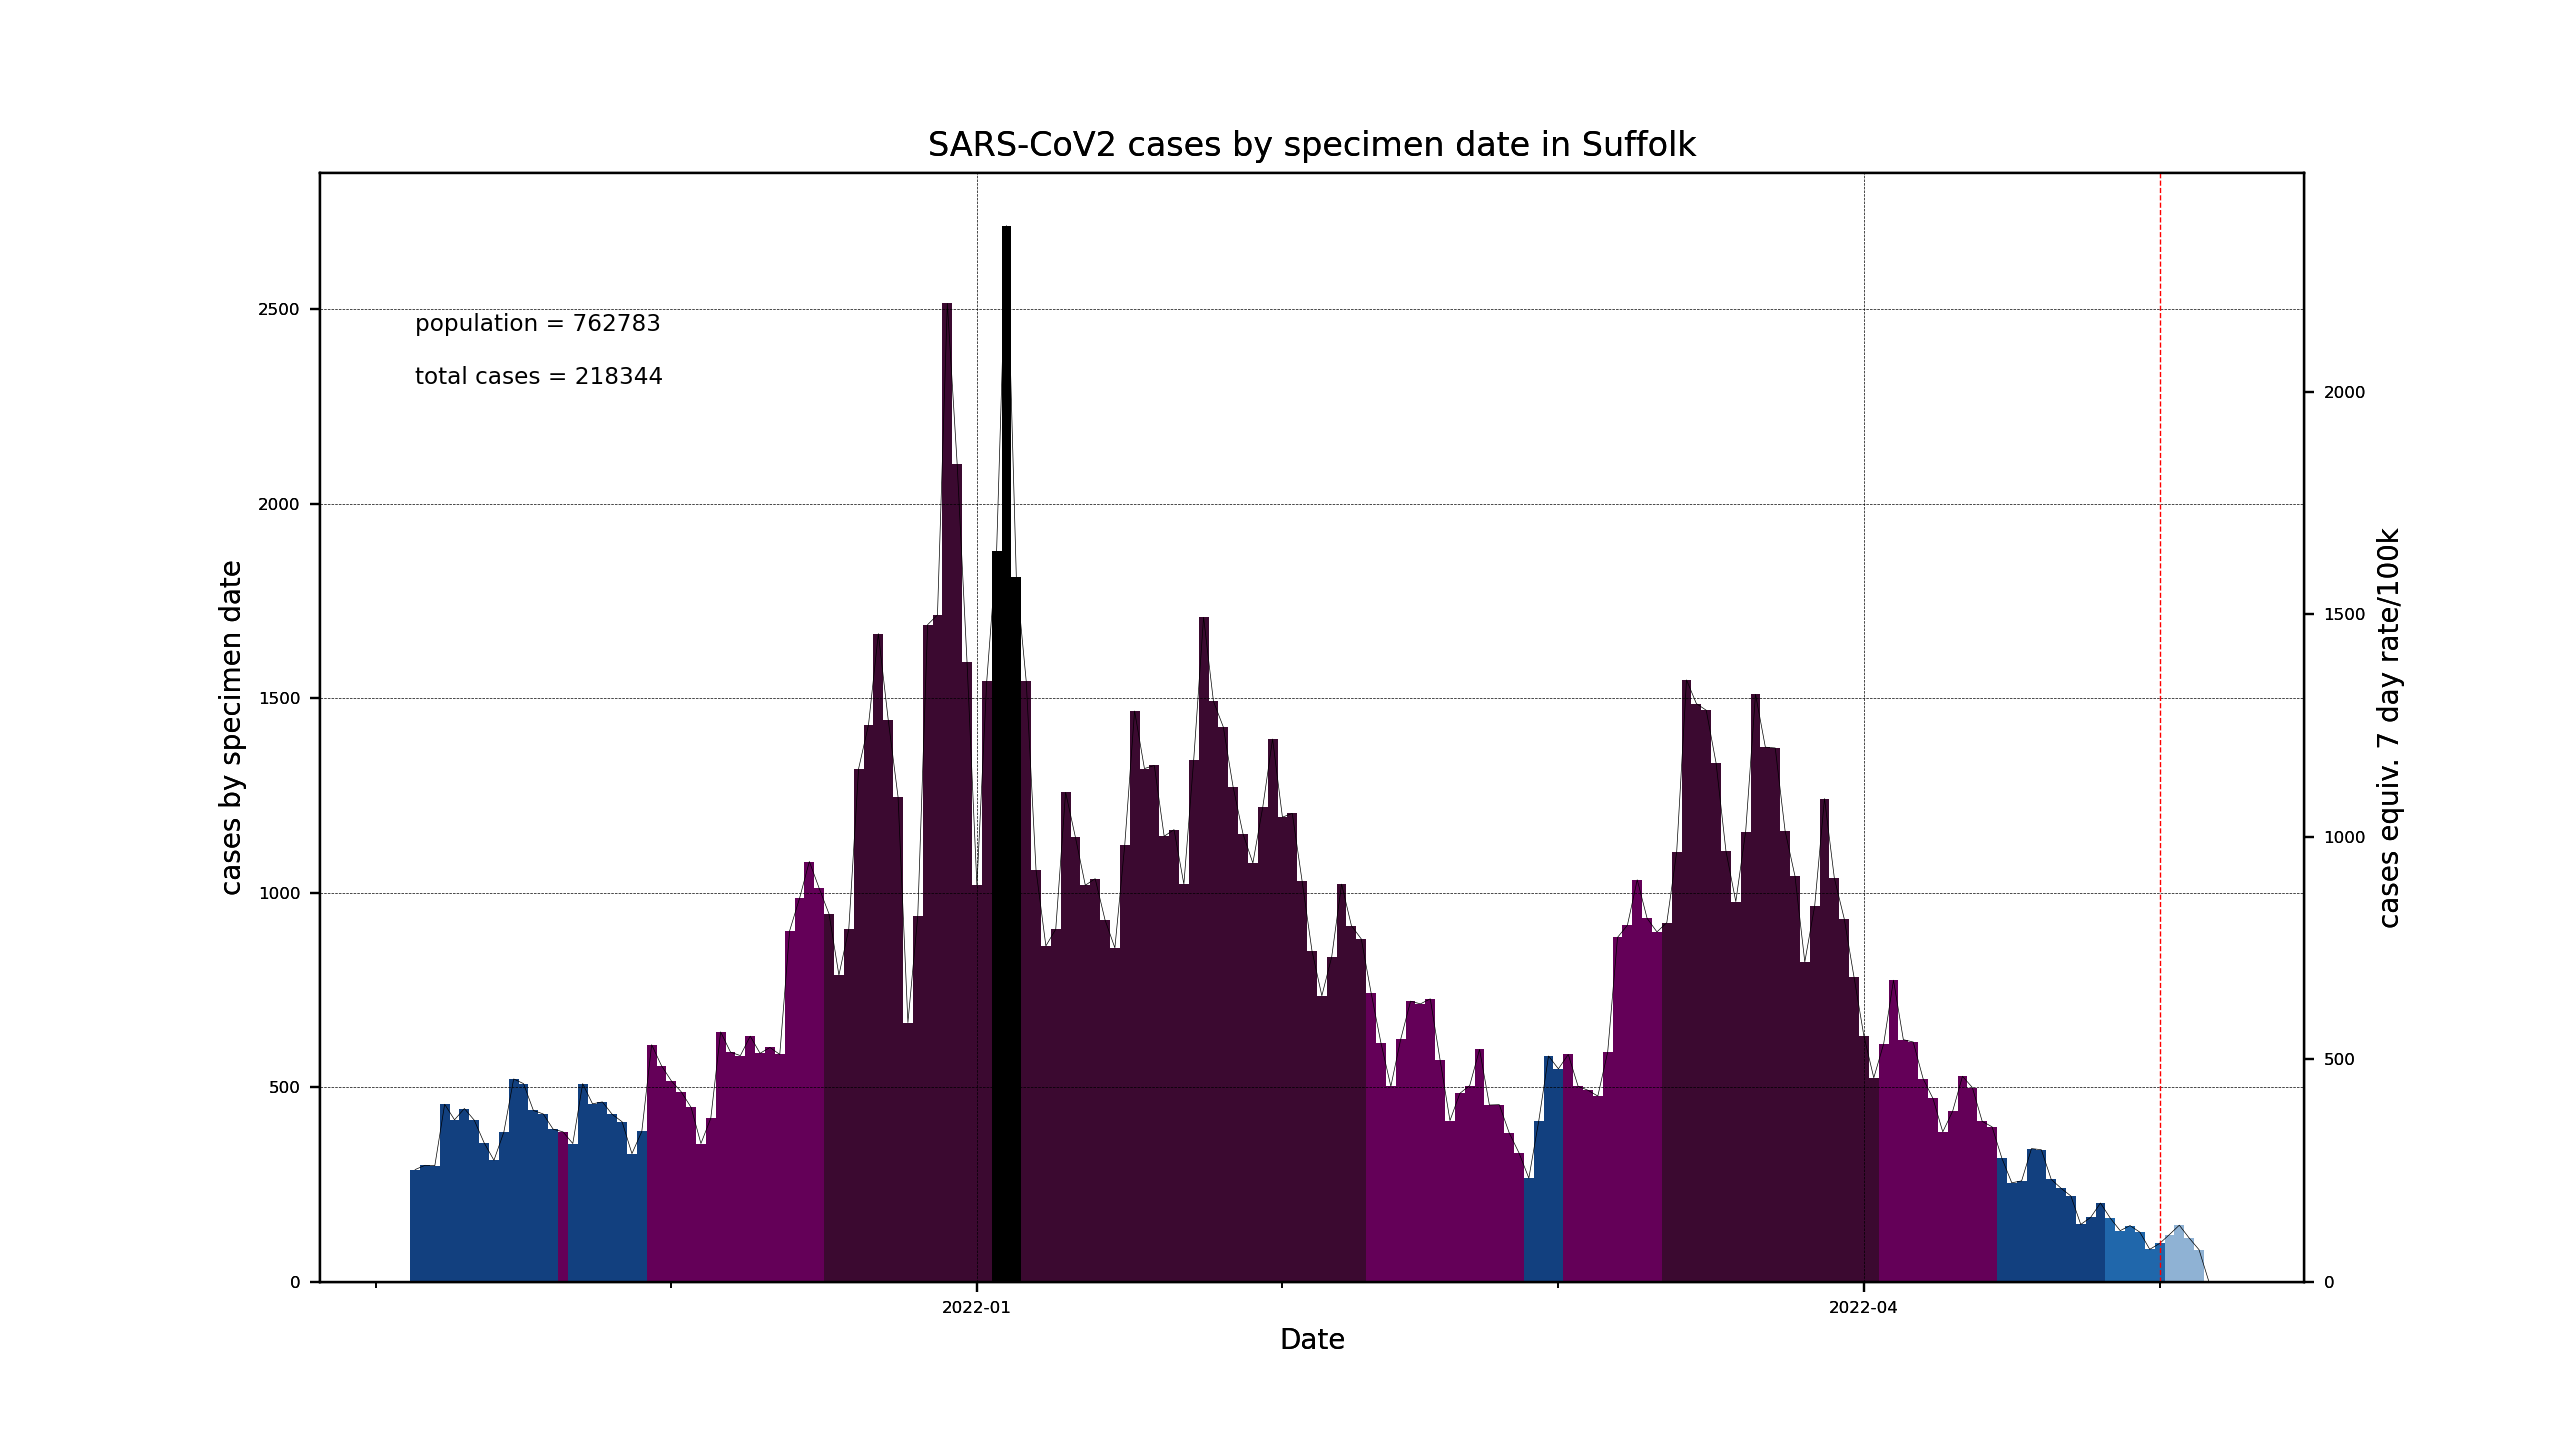 SARS-CoV2 cases by specimen date in Suffolk
population = 762783
total cases = 218344
cases by specimen date
2500
2000
1500
1000
500
0
2000
1500
1000
500
0
cases equiv. 7 day rate/100k
2022-01
2022-04
Date